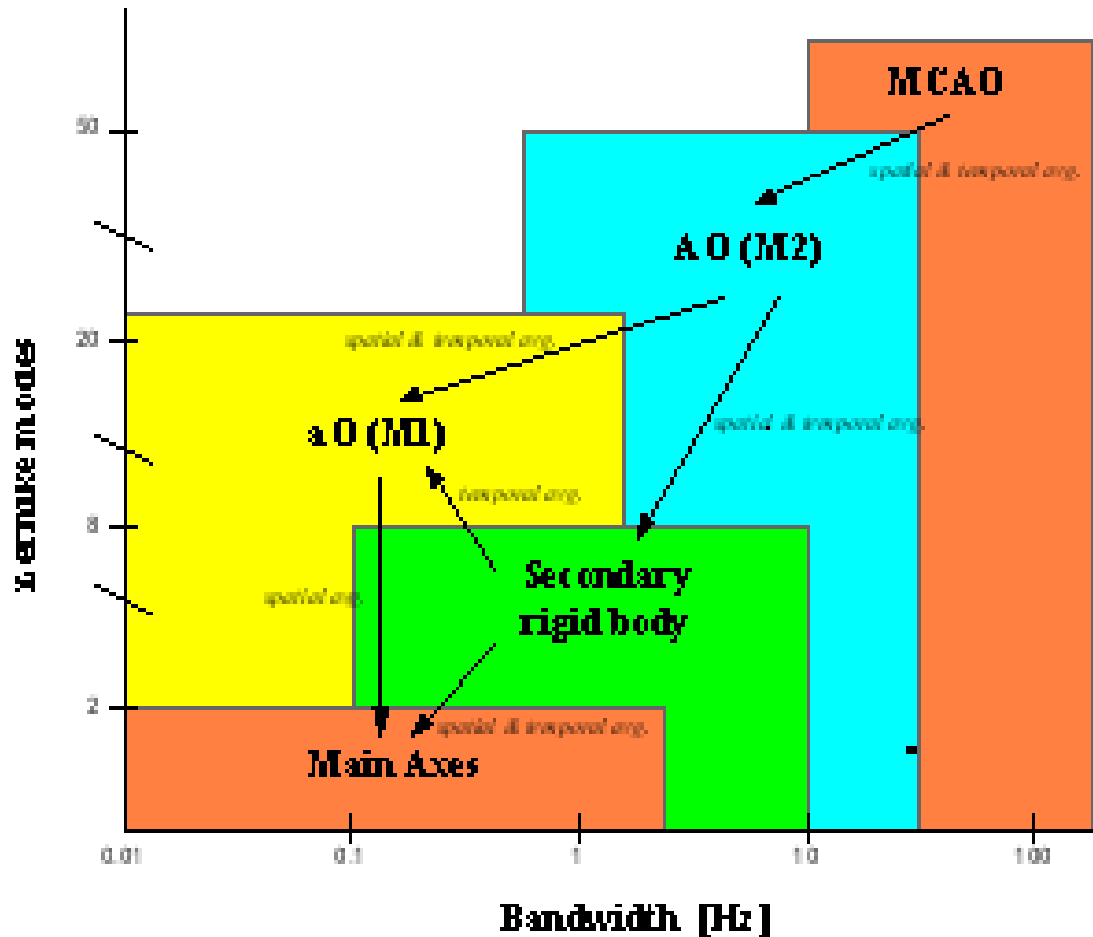 MCAO
50
spatial & temporal avg.
AO (M2)
20
spatial & temporal avg.
aO (M1)
spatial & temporal avg.
temporal avg.
8
Secondary
rigid body
spatial avg.
Zernike modes
2
spatial & temporal avg.
Main Axes
0.01
0.1
1
10
100
Bandwidth [Hz]